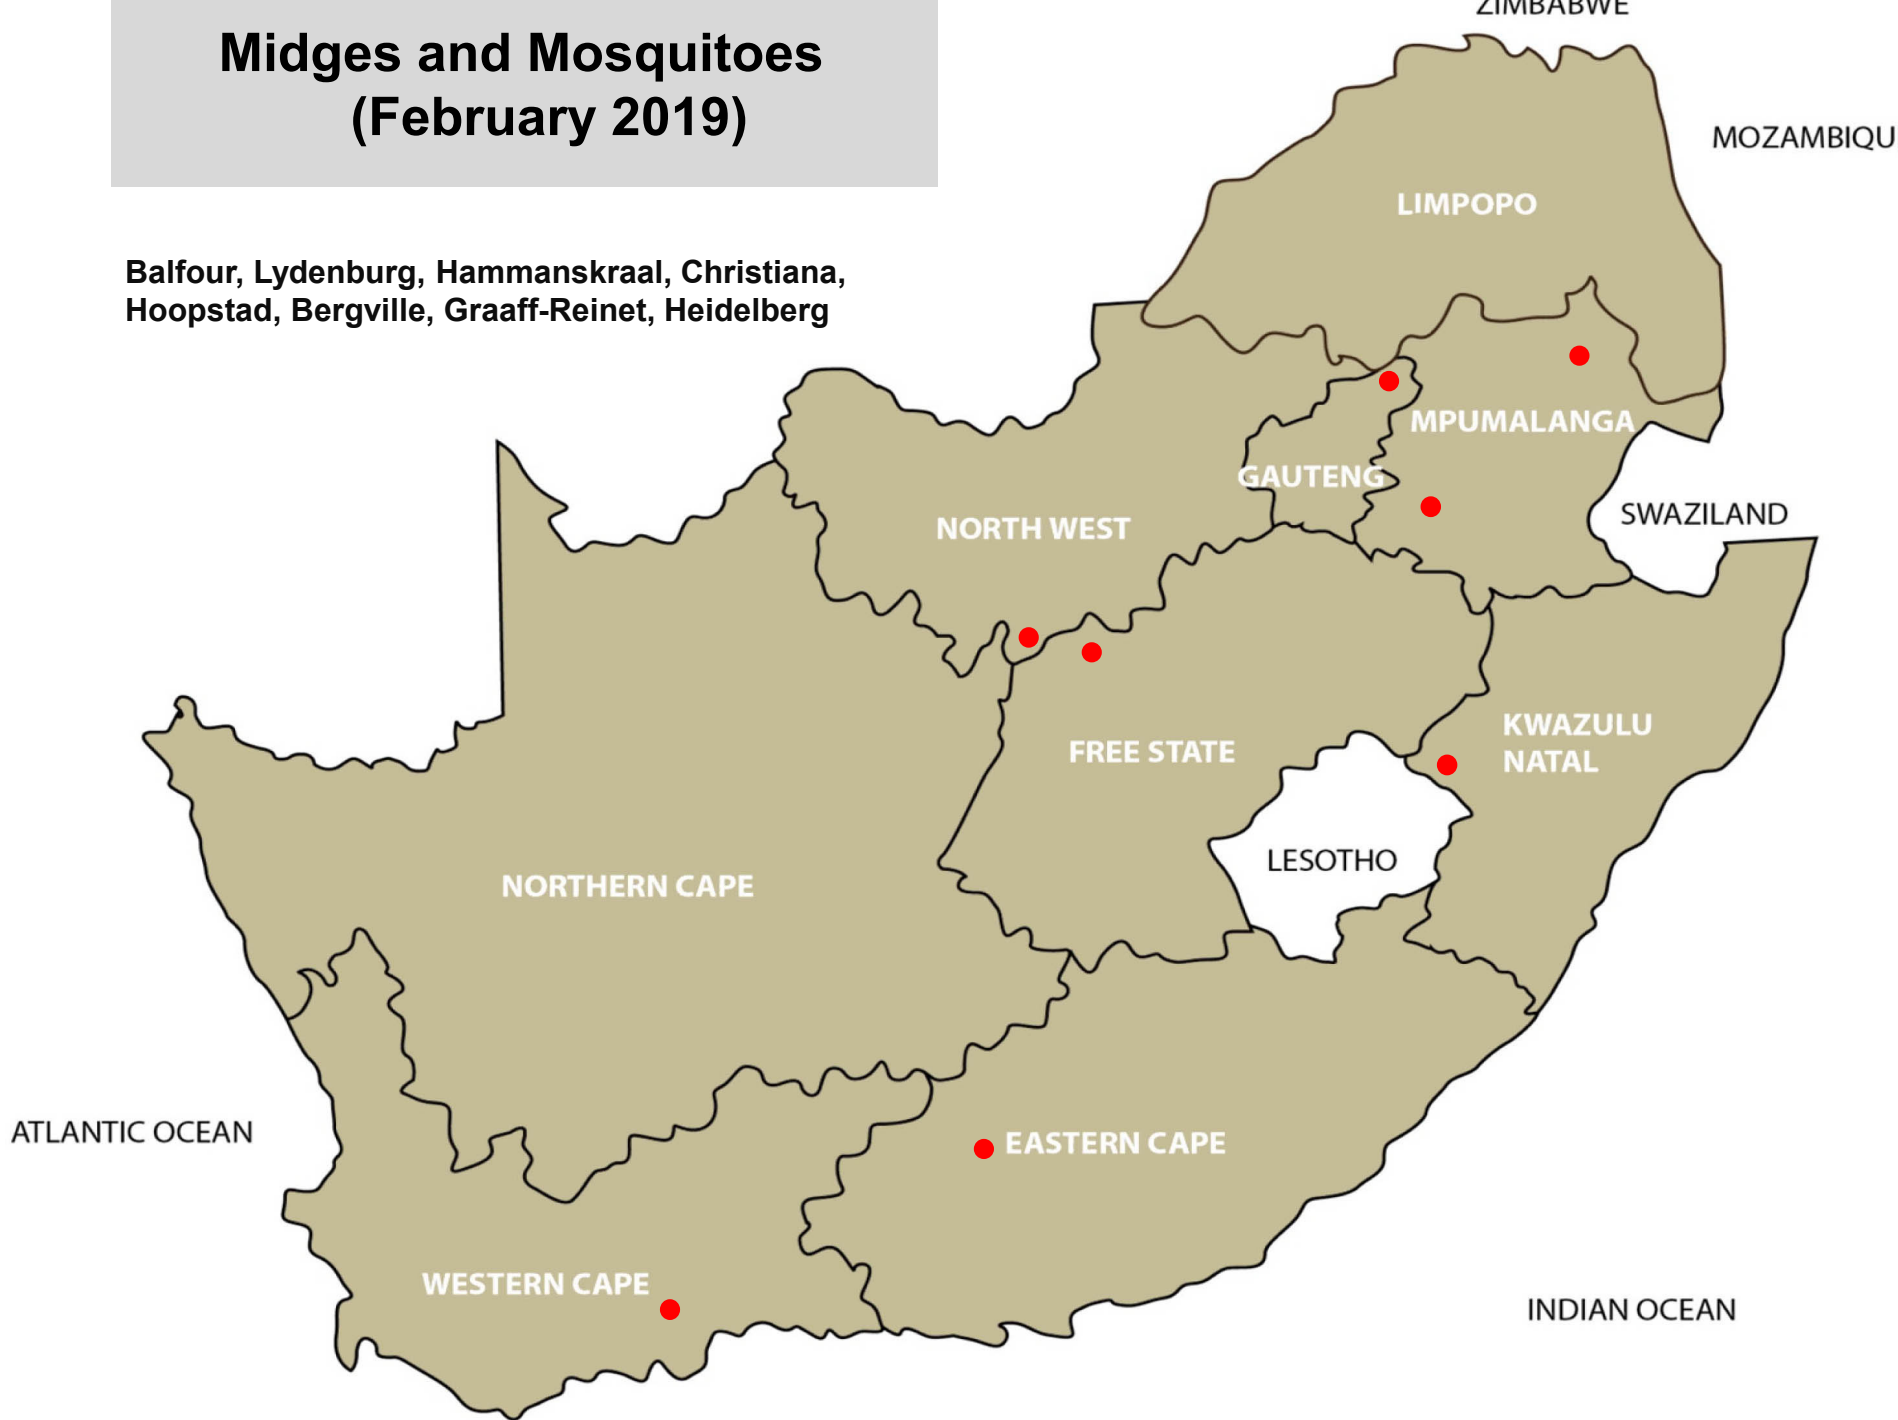 Midges and Mosquitoes
(February 2019)
Balfour, Lydenburg, Hammanskraal, Christiana,
Hoopstad, Bergville, Graaff-Reinet, Heidelberg
ZIMBABWE
MOZAMBIQU
LIMPOPO
MPUMALANGA
GAUTENG
SWAZILAND
NORTH WEST
KWAZULU
NATAL
FREE STATE
LESOTHO
NORTHERN CAPE
ATLANTIC OCEAN
EASTERN CAPE
WESTERN CAPE
INDIAN OCEAN